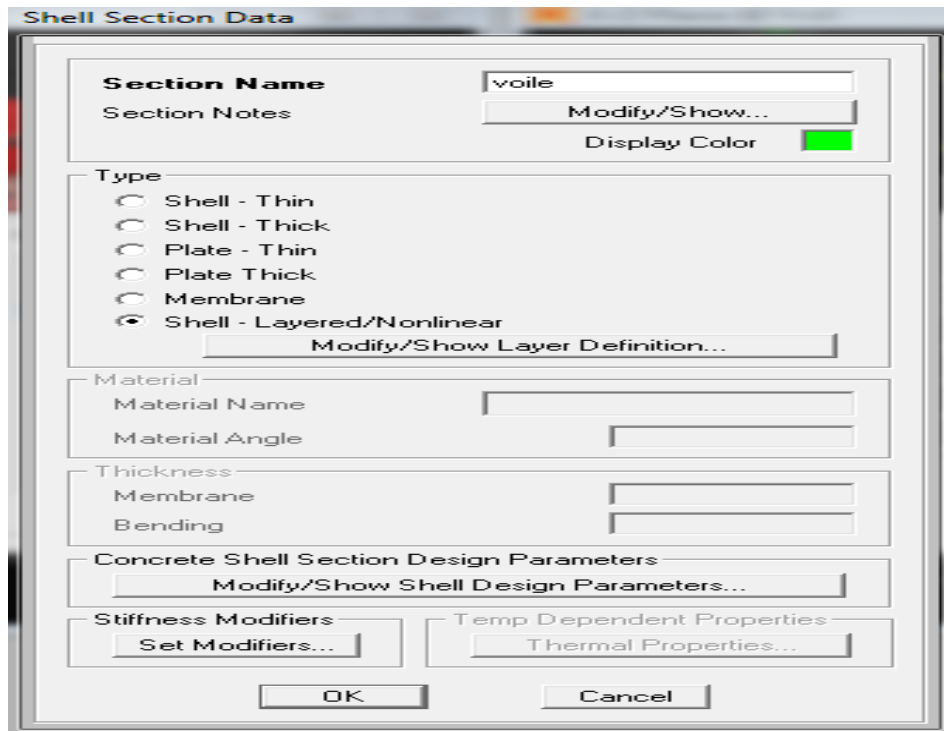 Shell Section Data
Section Name voile
Section Notes Modify/Show...
Display Color
Type
Shell - Thin
Shell - Thick
Plate - Thin
Plate Thick
Membrane
Shell - Layered/Nonlinear
Modify/Show Layer Definition...
Material
Material Name
Material Angle
Thickness
Membrane
Bending
Concrete Shell Section Design Parameters
Modify/Show Shell Design Parameters...
Stiffness Modifiers Temp Dependent Properties
Set Modifiers... Thermal Properties...
OK Cancel